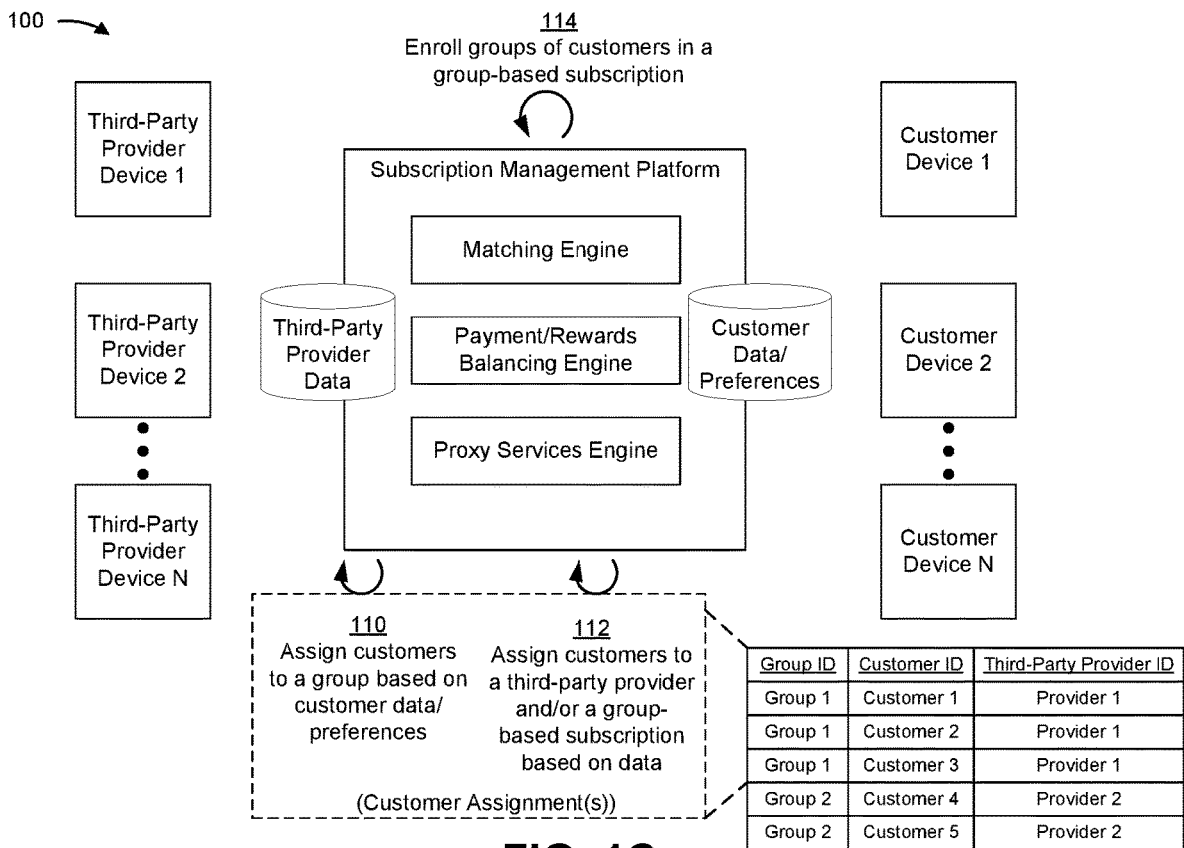 100
114
Enroll groups of customers in a
group-based subscription
Third-Party
Provider
Device 1
Third-Party
Provider
Device 2
Third-Party
Provider
Device N
Subscription Management Platform
Matching Engine
Payment/Rewards
Balancing Engine
Proxy Services Engine
Third-Party
Provider
Data
Customer
Data/
Preferences
Customer
Device 1
Customer
Device 2
Customer
Device N
110
Assign customers
to a group based on
customer data/
preferences
112
Assign customers to
a third-party provider
and/or a group-
based subscription
based on data
(Customer Assignment(s))
Group ID Customer ID Third-Party Provider ID
Group 1 Customer 1 Provider 1
Group 1 Customer 2 Provider 1
Group 1 Customer 3 Provider 1
Group 2 Customer 4 Provider 2
Group 2 Customer 5 Provider 2